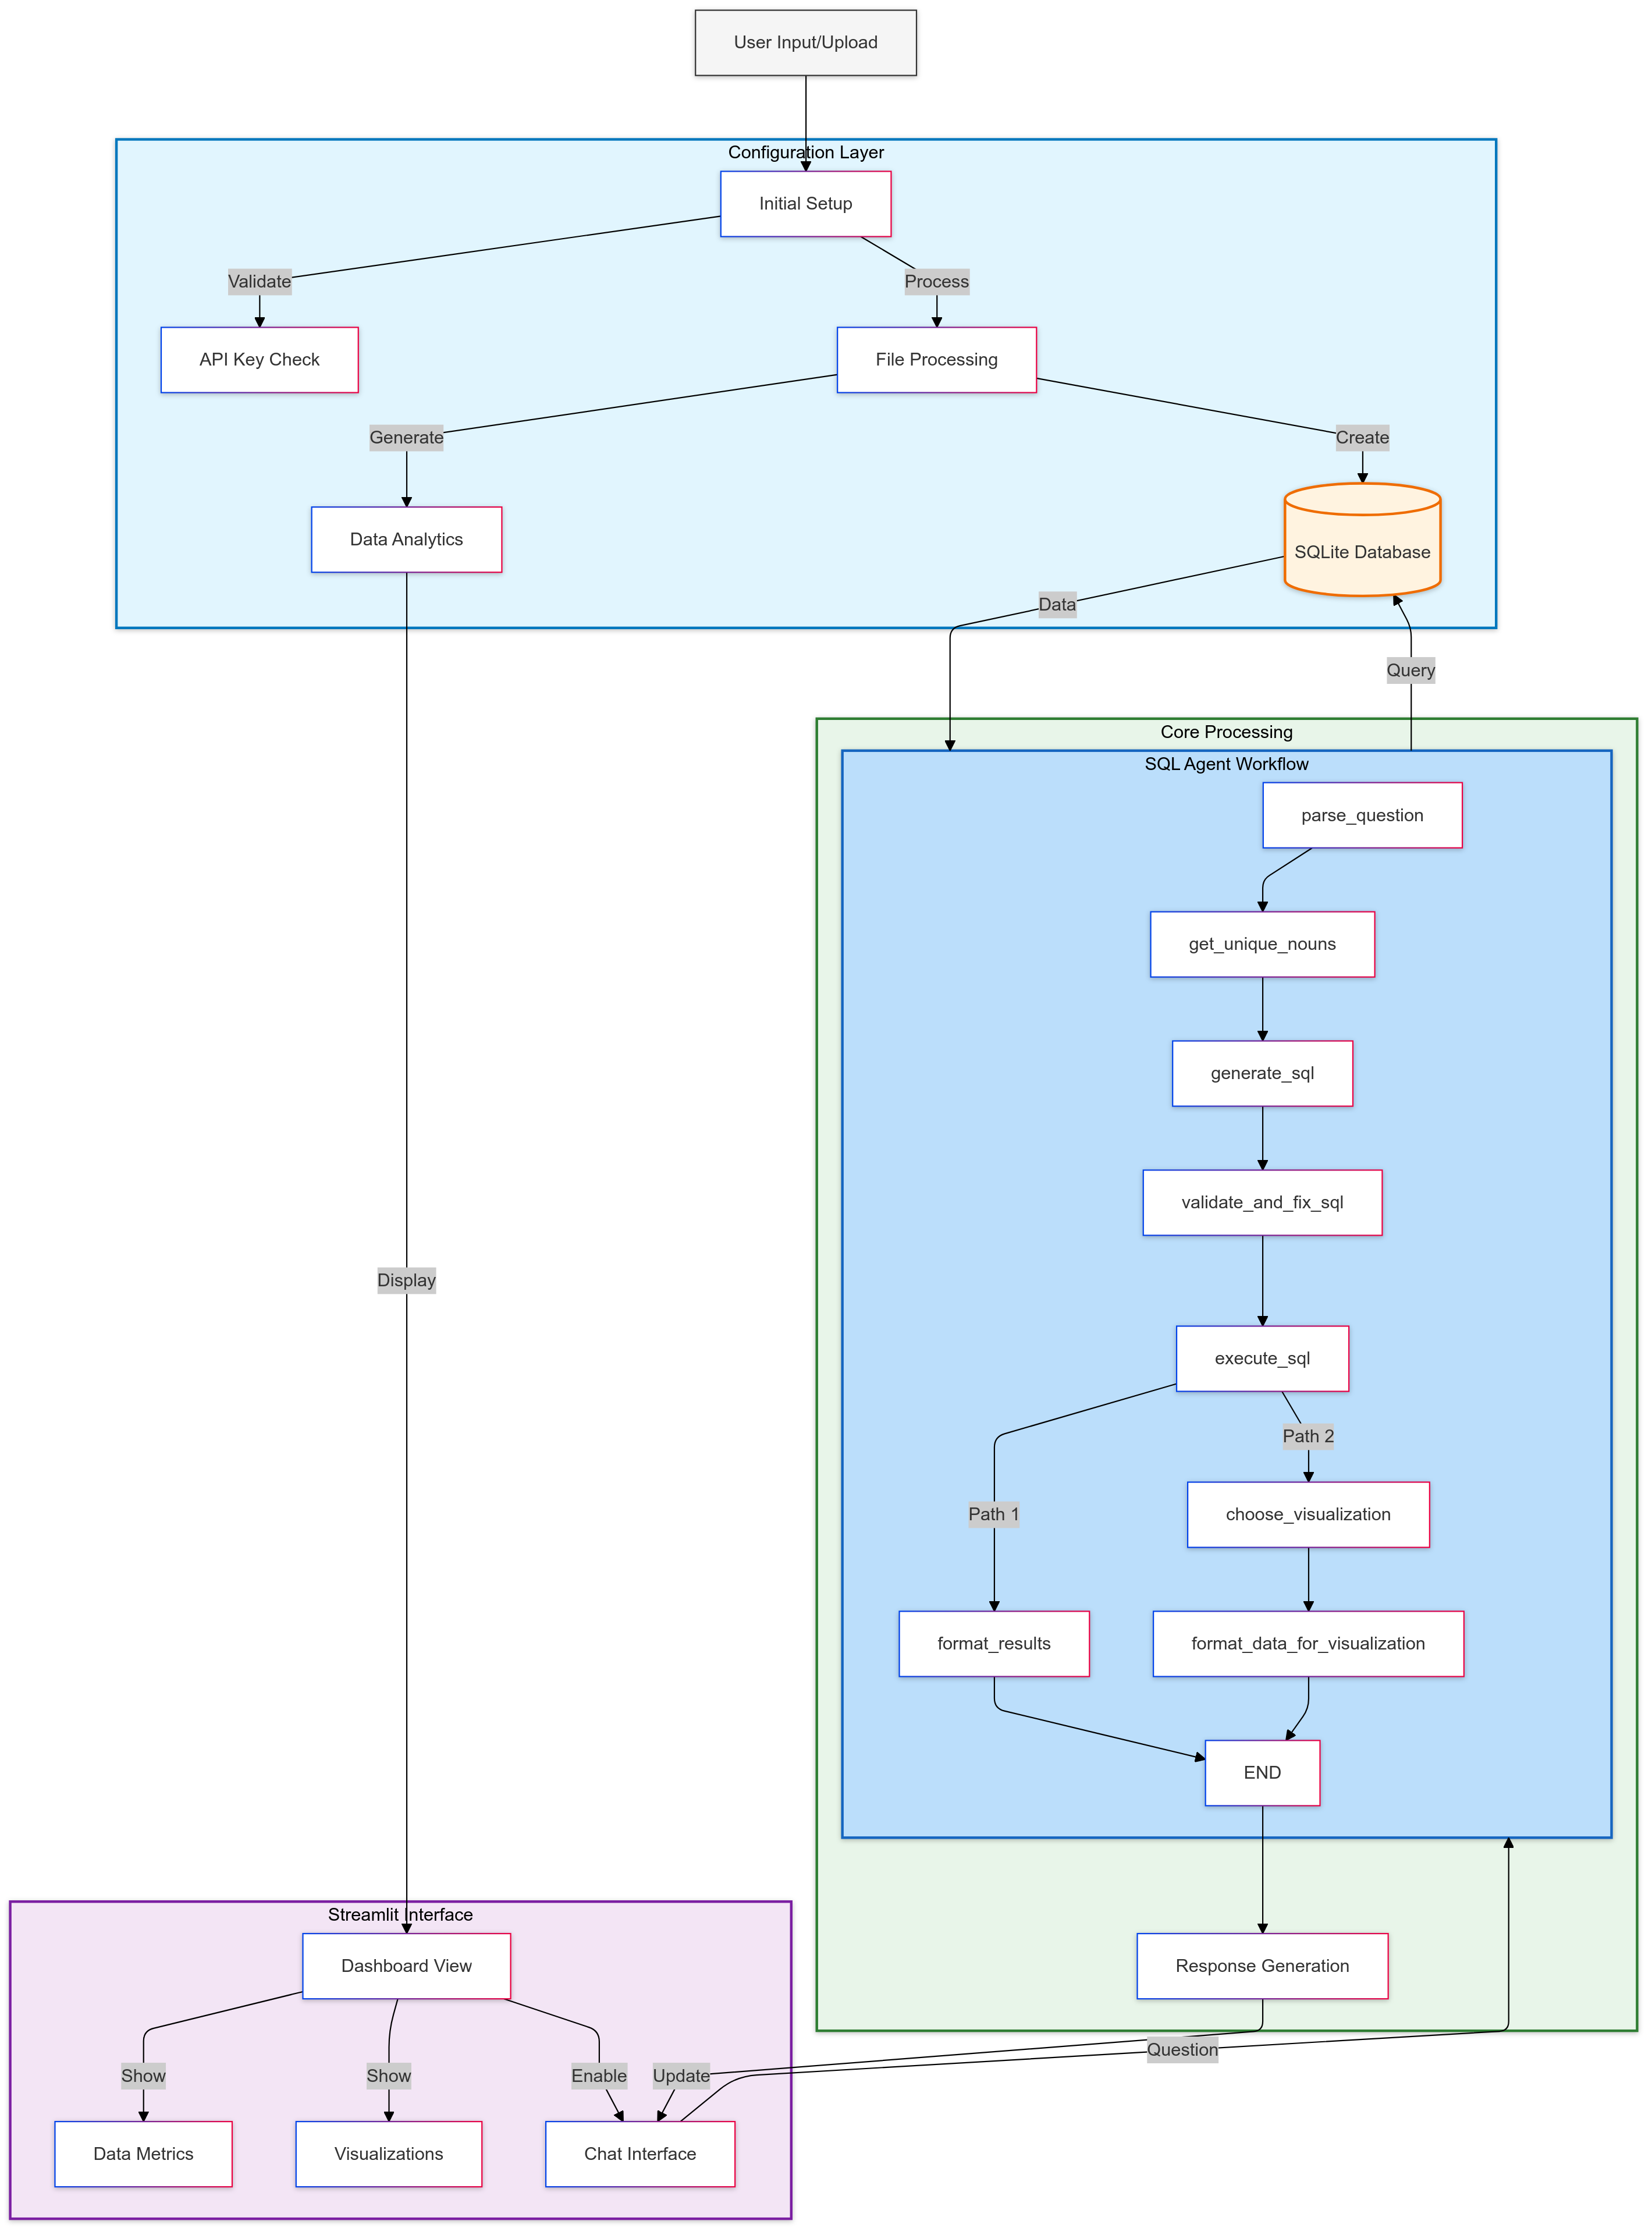 User Input/Upload
Configuration Layer
Initial Setup
Validate
Process
API Key Check
File Processing
Generate
Create
Data Analytics
SQLite Database
Data
Query
Core Processing
SQL Agent Workflow
parse_question
get_unique_nouns
generate_sql
validate_and_fix_sql
Display
execute_sql
Path 2
Path 1
choose_visualization
format_results
format_data_for_visualization
END
Streamlit Interface
Dashboard View
Response Generation
Question
Show
Show
Enable
Update
Data Metrics
Visualizations
Chat Interface